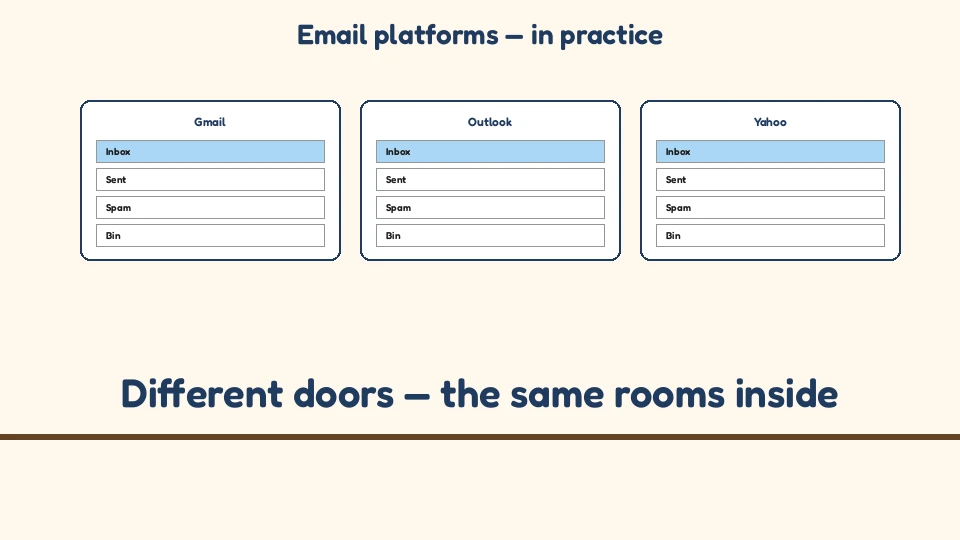 Email platforms — in practice
Gmail
Inbox
Sent
Spam
Bin
Outlook
Inbox
Sent
Spam
Bin
Yahoo
Inbox
Sent
Spam
Bin
Different doors — the same rooms inside